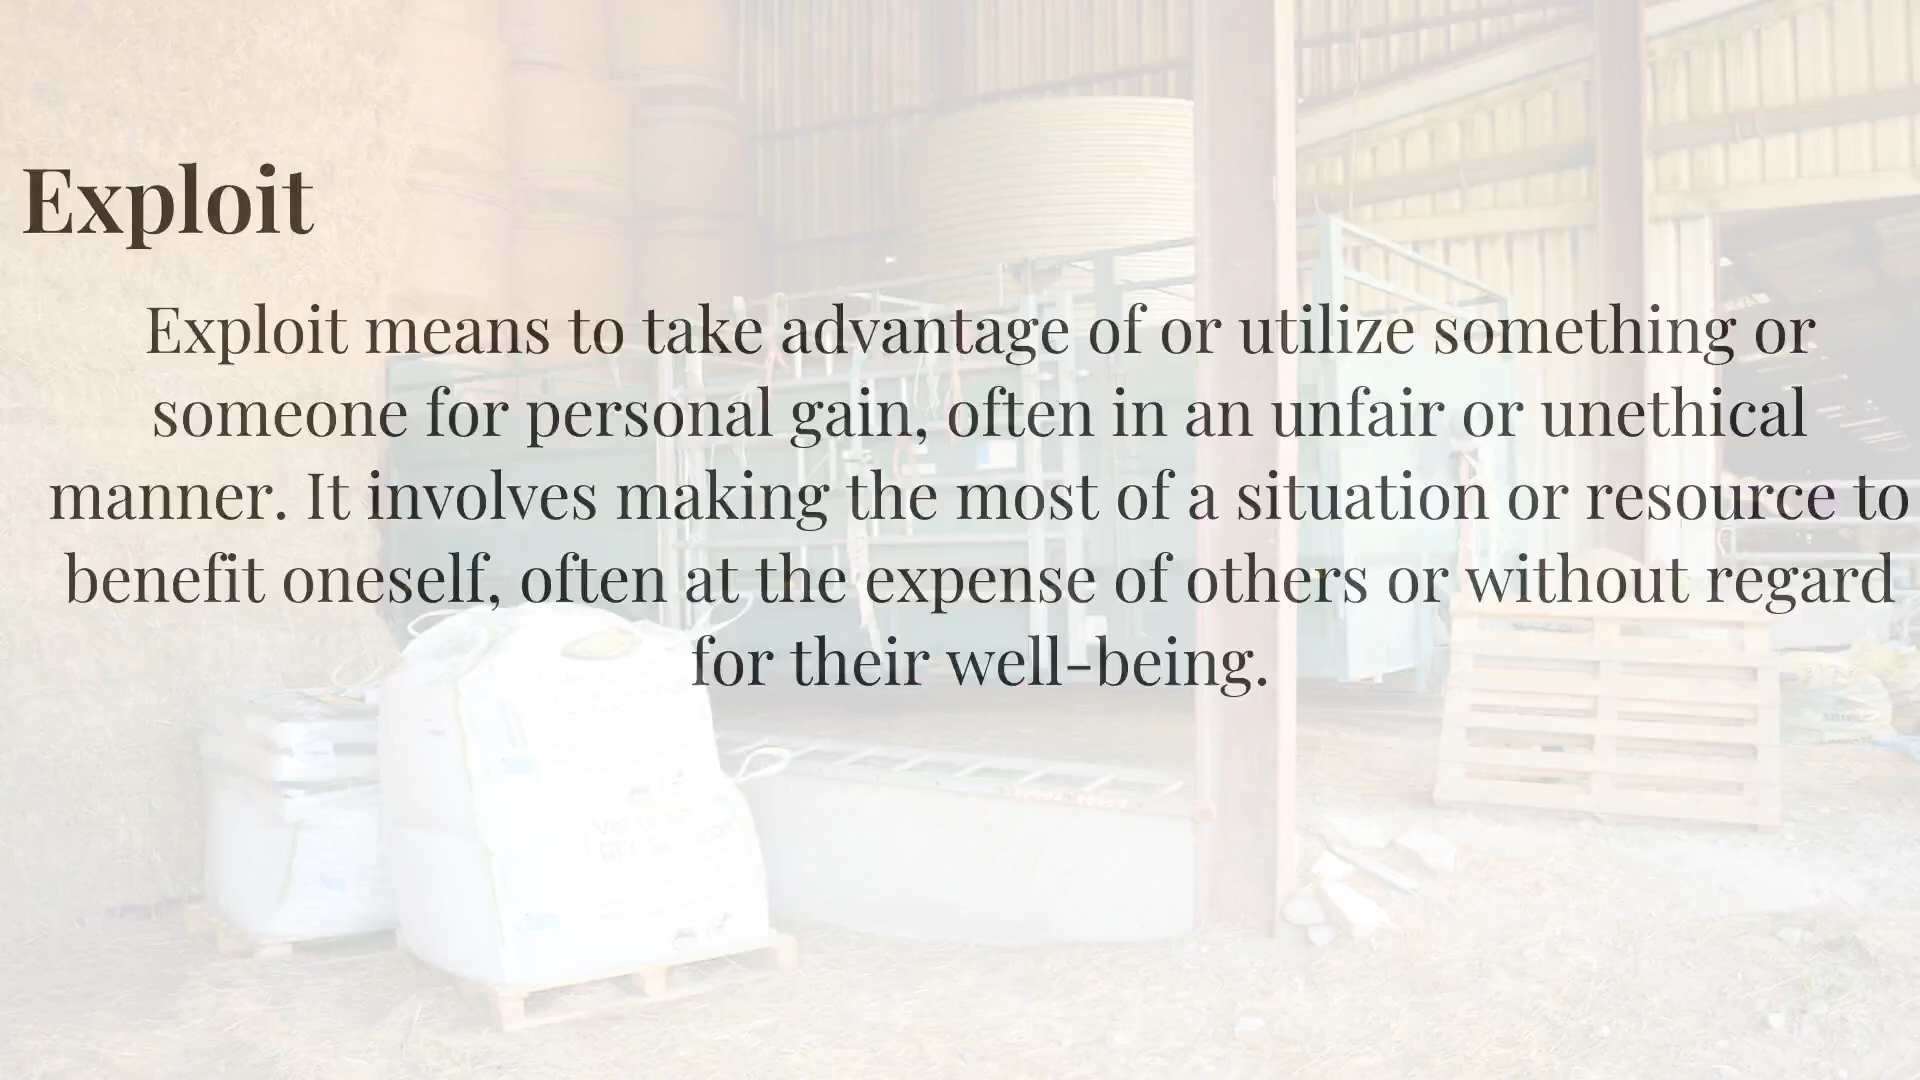 Exploit
Exploit means to take advantage of or utilize something or
someone for personal gain, often in an unfair or unethical
manner. It involves making the most of a situation or resource to
benefit oneself, often at the expense of others or without regard
for their well-being.